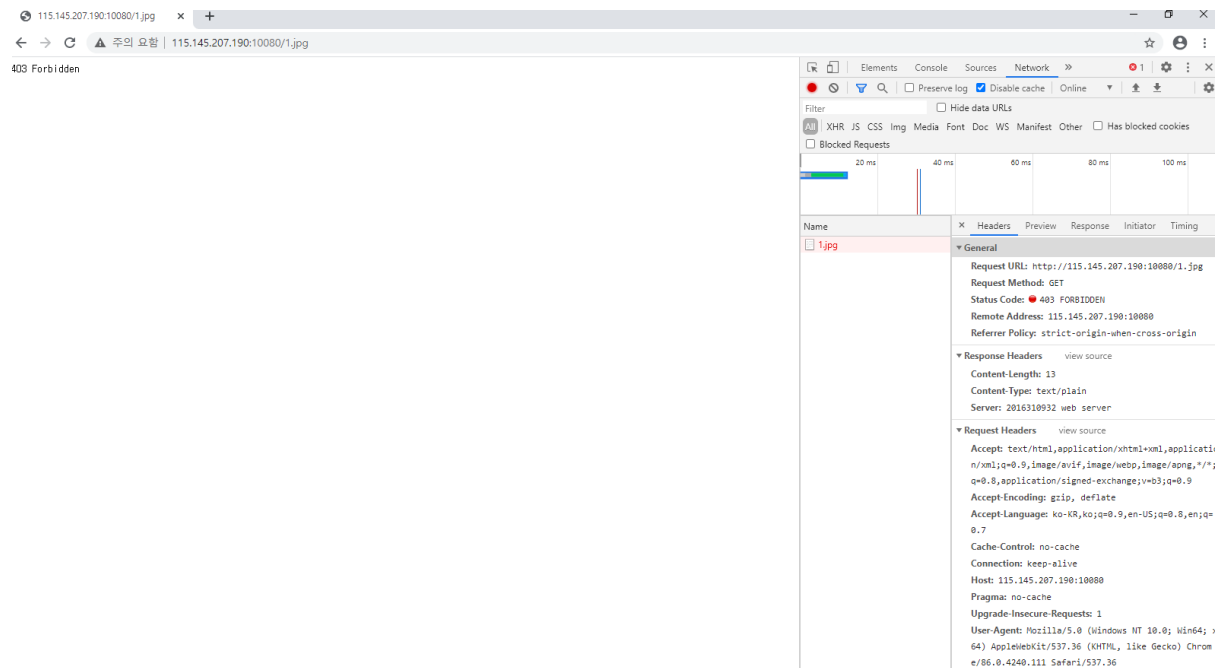 115.145.207.190:10080/1.jpg
주의 요함 115.145.207.190:10080/1.jpg
403 Forbidden
Elements Console Sources Network 1
Preserve log Disable cache Online
Filter Hide data URLs
All XHR JS CSS Img Media Font Doc WS Manifest Other Has blocked cookies
Blocked Requests
20 ms 40 ms 60 ms 80 ms 100 ms
Name
1.jpg
Headers Preview Response Initiator Timing
General
Request URL: http://115.145.207.190:10080/1.jpg
Request Method: GET
Status Code: 403 FORBIDDEN
Remote Address: 115.145.207.190:10080
Referrer Policy: strict-origin-when-cross-origin
Response Headers view source
Content-Length: 13
Content-Type: text/plain
Server: 2016310932 web server
Request Headers view source
Accept: text/html,application/xhtml+xml,applicatio
n/xml;q=0.9,image/avif,image/webp,image/apng,*/*;
q=0.8,application/signed-exchange;v=b3;q=0.9
Accept-Encoding: gzip, deflate
Accept-Language: ko-KR,ko;q=0.9,en-US;q=0.8,en;q=
0.7
Cache-Control: no-cache
Connection: keep-alive
Host: 115.145.207.190:10080
Pragma: no-cache
Upgrade-Insecure-Requests: 1
User-Agent: Mozilla/5.0 (Windows NT 10.0; Win64; x
64) AppleWebKit/537.36 (KHTML, like Gecko) Chrom
e/86.0.4240.111 Safari/537.36